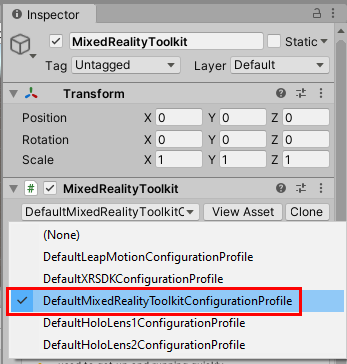 Inspector
MixedRealityToolkit
Static
Tag Untagged Layer Default
Transform
Position X 0 Y 0 Z 0
Rotation X 0 Y 0 Z 0
Scale X 1 Y 1 Z 1
MixedRealityToolkit
DefaultMixedRealityToolkitC View Asset Clone
(None)
DefaultLeapMotionConfigurationProfile
DefaultXRSDKConfigurationProfile
DefaultMixedRealityToolkitConfigurationProfile
DefaultHoloLens1ConfigurationProfile
DefaultHoloLens2ConfigurationProfile